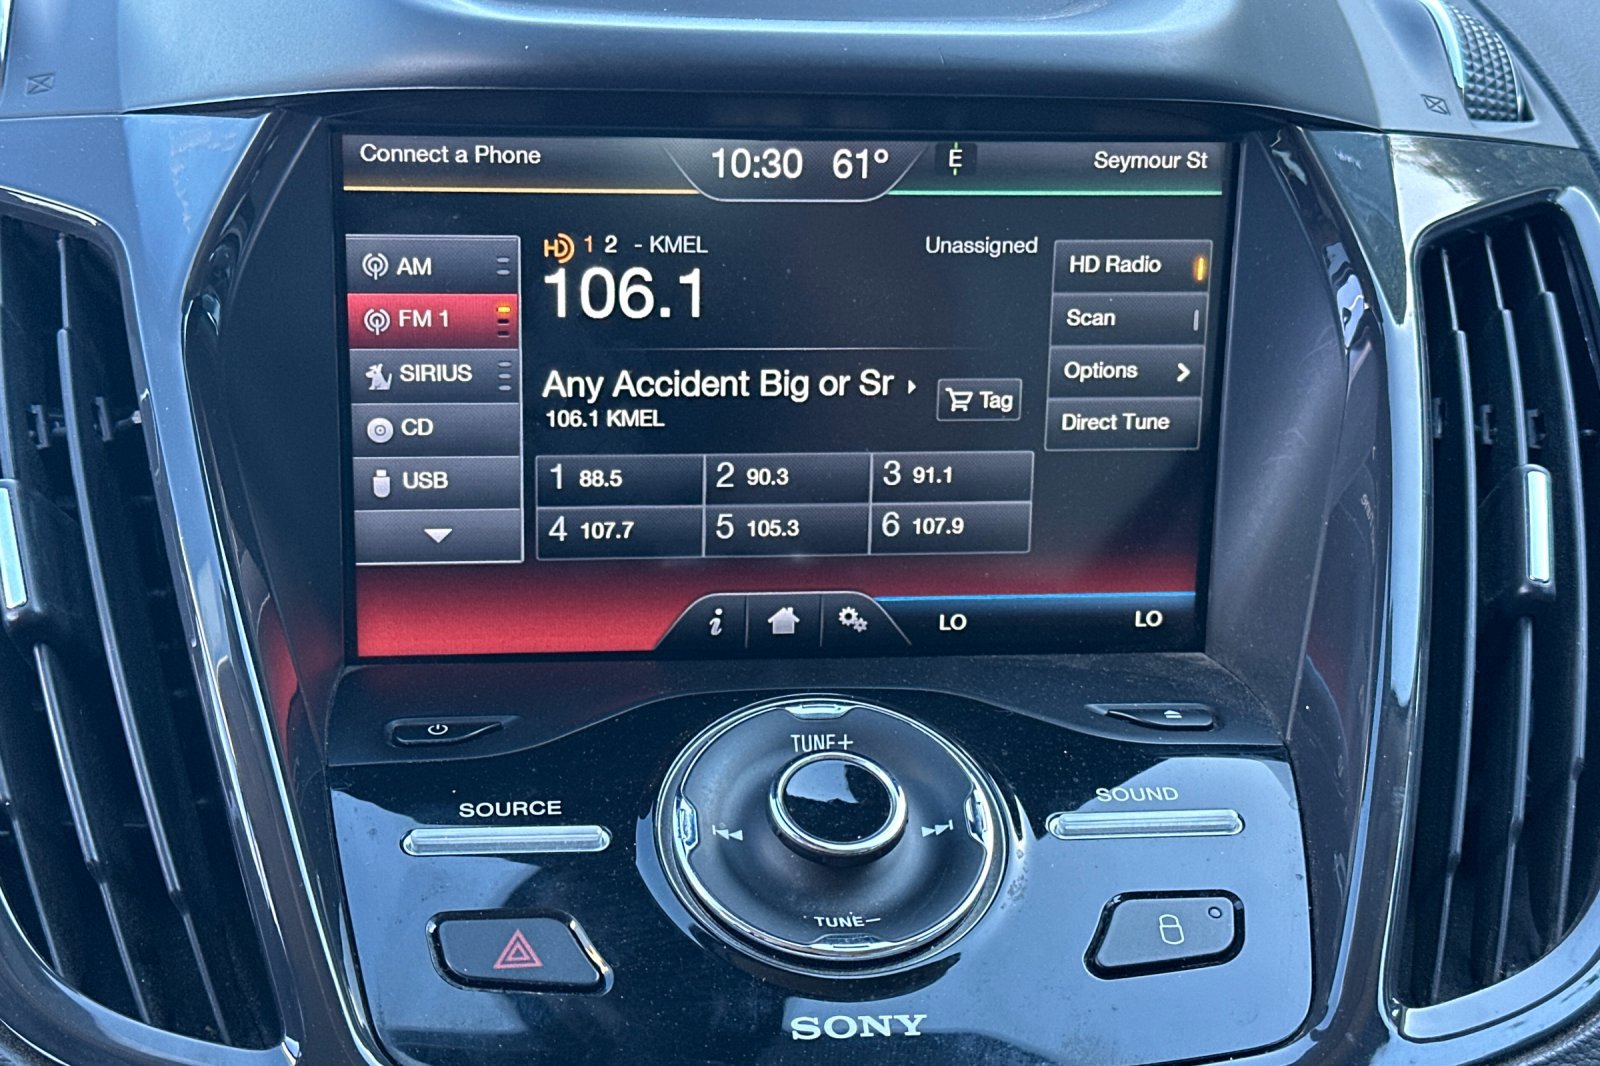 Connect a Phone
10:30 61°
E
Seymour St
AM
FM 1
SIRIUS
CD
USB
HD 1 2 - KMEL
Unassigned
106.1
Any Accident Big or Sr
106.1 KMEL
Tag
HD Radio
Scan
Options
Direct Tune
1 88.5
2 90.3
3 91.1
4 107.7
5 105.3
6 107.9
i
LO
LO
TUNE+
SOURCE
SOUND
TUNE−
SONY